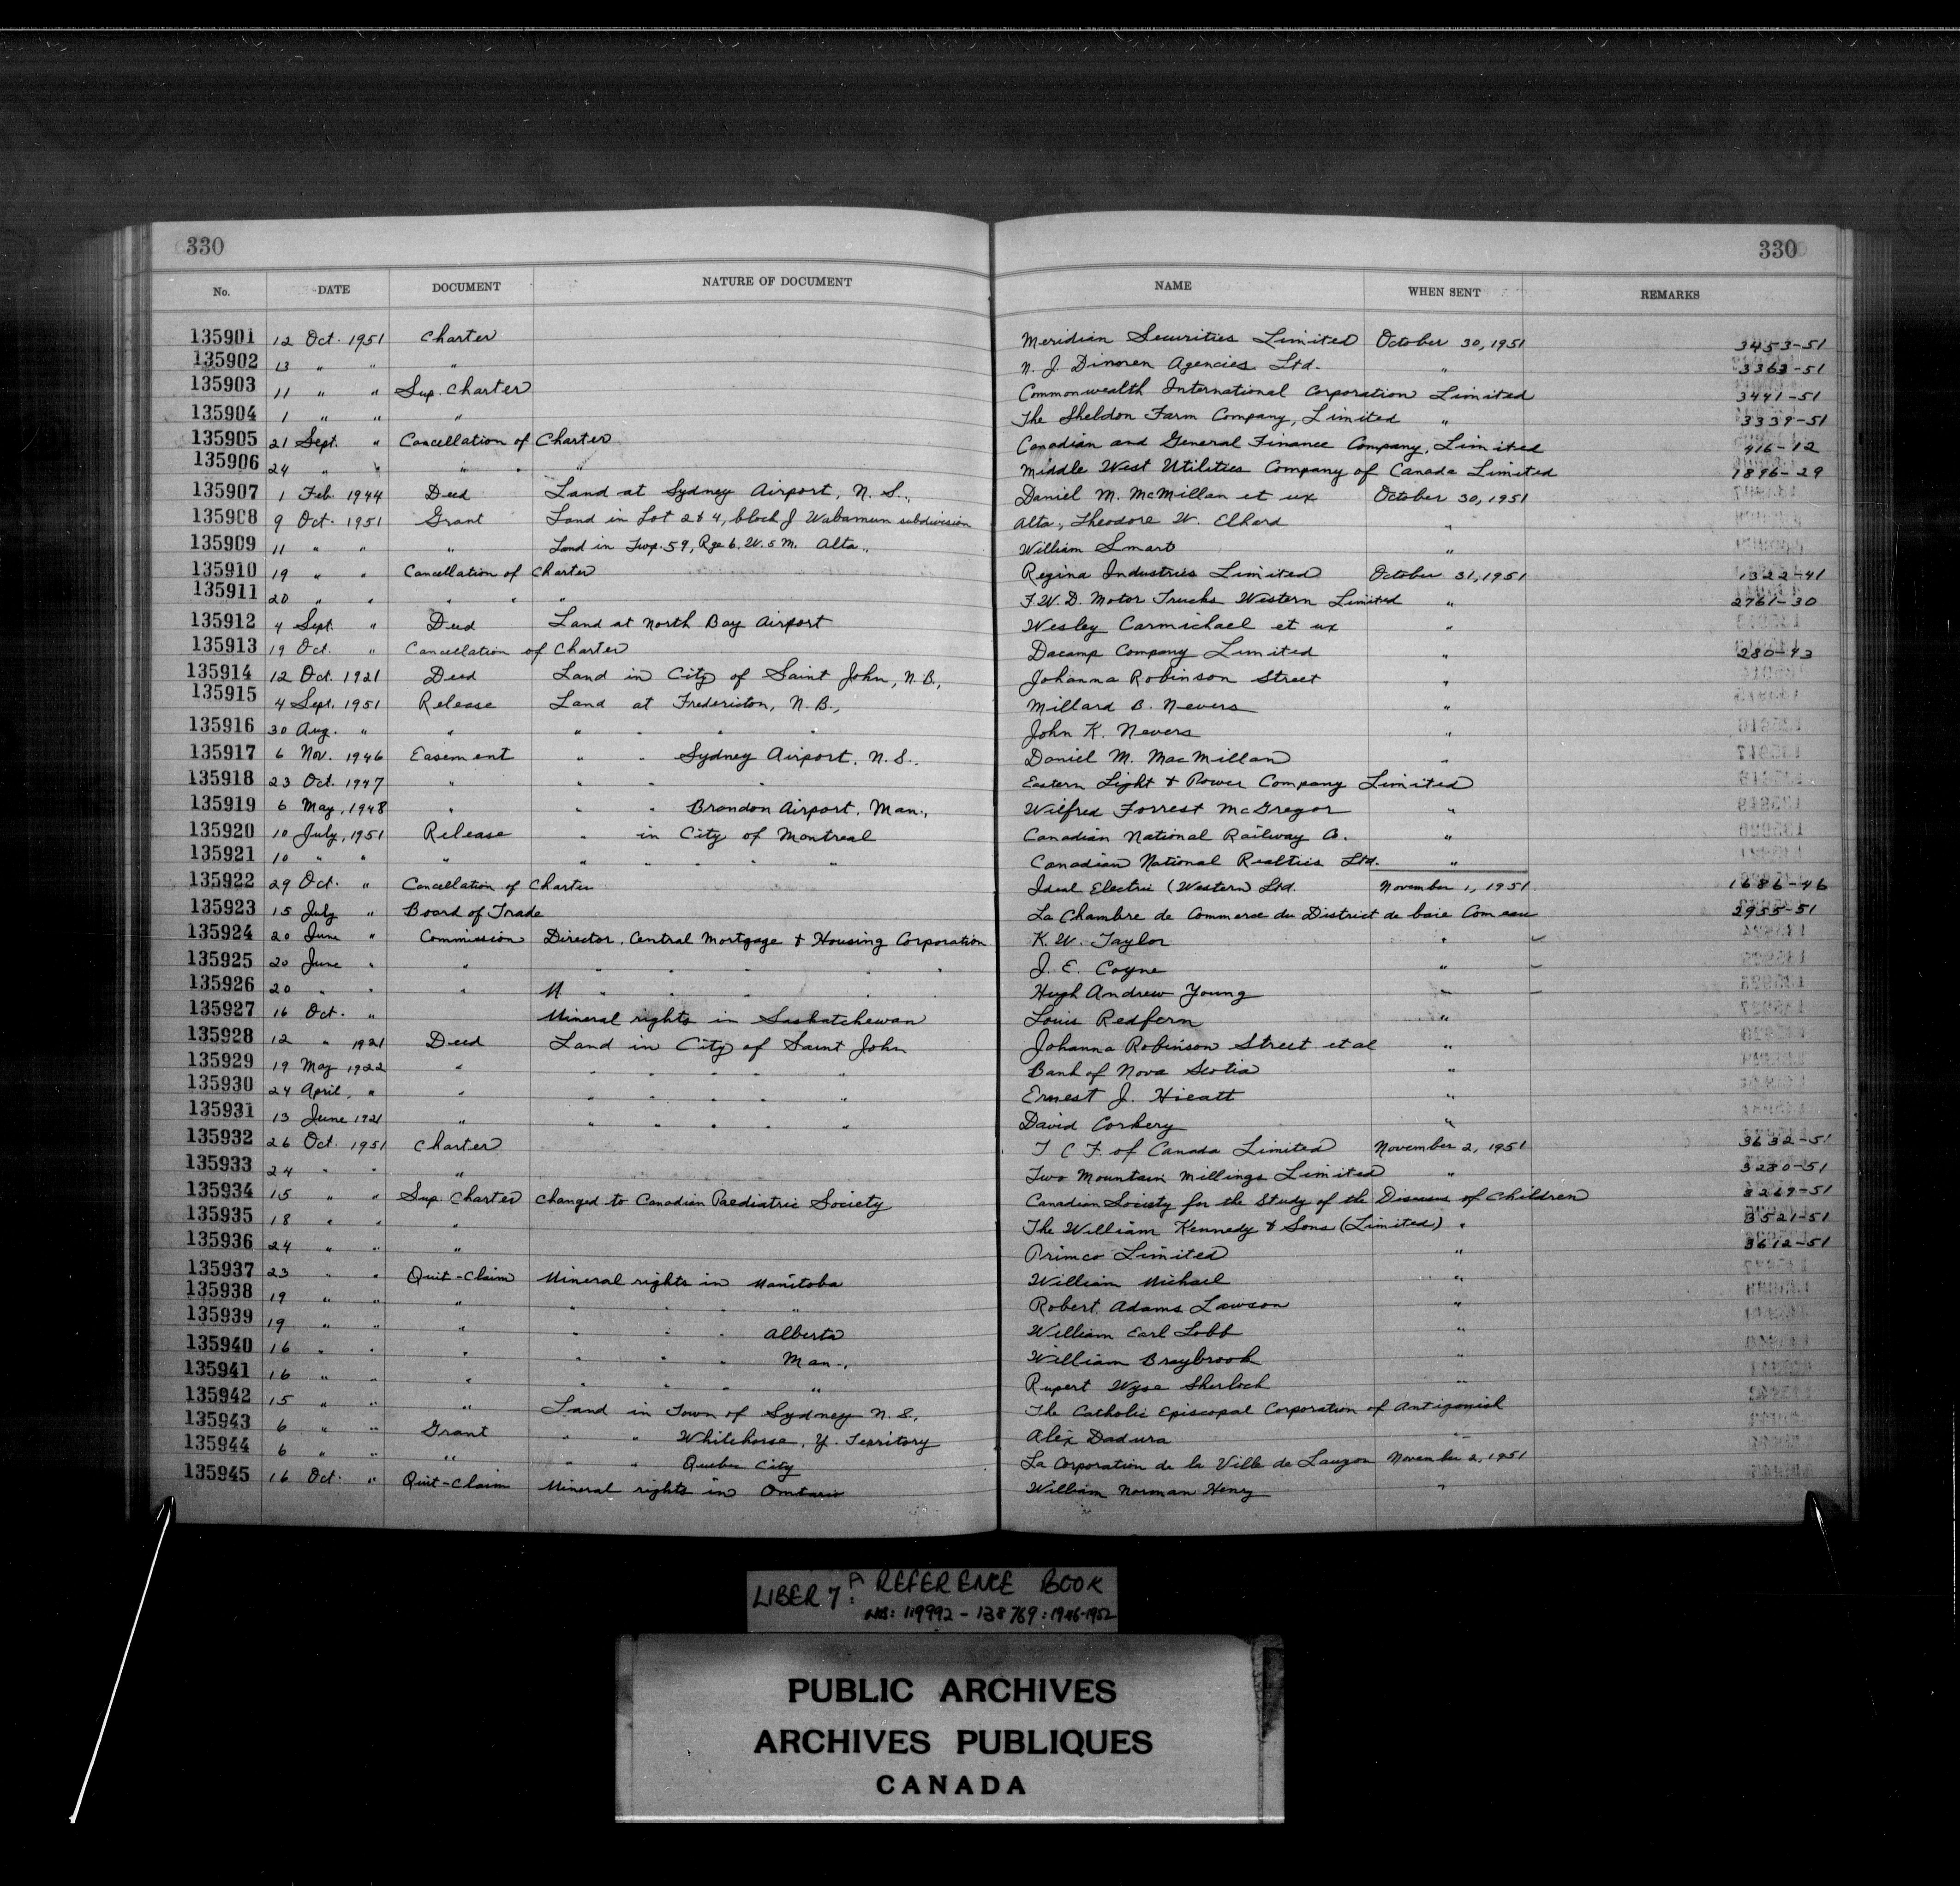 330 330
No. DATE DOCUMENT NATURE OF DOCUMENT NAME WHEN SENT REMARKS
135901 12 Oct. 1951 Charter Meridian Securities Limited October 30, 1951 3453-51
135902 13 " " " N. J. Dinoren Agencies Ltd. " 3363-51
135903 11 " " Sup. Charter Commonwealth International Corporation Limited 3441-51
135904 1 " " " The Sheldon Farm Company, Limited " 3339-51
135905 21 Sept. " Cancellation of Charter Canadian and General Finance Company, Limited 916-12
135906 24 " " " " " Middle West Utilities Company of Canada Limited 1896-29
135907 1 Feb. 1944 Deed Land at Sydney Airport, N. S., Daniel M. McMillan et ux October 30, 1951
135908 9 Oct. 1951 Grant Land in Lot 2 & 4, block J Wabamun subdivision Alta, Theodore W. Elhard "
135909 11 " " " Land in Twp. 59, Rge 6. W. 5 M. Alta., William Smart "
135910 19 " " Cancellation of Charter Regina Industries Limited October 31, 1951 1322-41
135911 20 " " " " " F. W. D. Motor Trucks Western Limited " 2761-30
135912 4 Sept. " Deed Land at North Bay Airport Wesley Carmichael et ux "
135913 19 Oct. " Cancellation of Charter Dacamp Company Limited " 280-43
135914 12 Oct. 1921 Deed Land in City of Saint John, N. B., Johanna Robinson Street "
135915 4 Sept. 1951 Release Land at Fredericton, N. B., Millard B. Nevers "
135916 30 Aug. " " " " " " John K. Nevers "
135917 6 Nov. 1946 Easement " " Sydney Airport. N. S.. Daniel M. MacMillan "
135918 23 Oct. 1947 " " " " " Eastern Light & Power Company Limited
135919 6 May, 1948 " " " Brandon Airport, Man., Wilfred Forrest McGregor "
135920 10 July, 1951 Release " in City of Montreal Canadian National Railway Co. "
135921 10 " " " " " " " " Canadian National Realties Ltd. "
135922 29 Oct. " Cancellation of Charter Ideal Electric (Western) Ltd. November 1, 1951 1686-46
135923 15 July " Board of Trade La Chambre de Commerce du District de baie Comeau 2955-51
135924 20 June " Commission Director, Central Mortgage & Housing Corporation K. W. Taylor "
135925 20 June " " " " " " " J. E. Coyne "
135926 20 " " " " " " " " Hugh Andrew Young "
135927 16 Oct. " Mineral rights in Saskatchewan Louis Redfern "
135928 12 " 1921 Deed Land in City of Saint John Johanna Robinson Street et al "
135929 19 May 1922 " " " " " " Bank of Nova Scotia "
135930 24 April, " " " " " " " Ernest J. Hieatt "
135931 13 June 1921 " " " " " " David Corkery "
135932 26 Oct. 1951 Charter T C F. of Canada Limited November 2, 1951 3632-51
135933 24 " " " Two Mountain Millings Limited " 3280-51
135934 15 " " Sup. Charter Changed to Canadian Paediatric Society Canadian Society for the Study of the Diseases of Children 3269-51
135935 18 " " " The William Kennedy & Sons (Limited) " 3521-51
135936 24 " " " Primco Limited " 3612-51
135937 23 " " Quit-Claim Mineral rights in Manitoba William Michael "
135938 19 " " " " " " " Robert Adams Lawson "
135939 19 " " " " " " Alberta William Earl Lobb "
135940 16 " " " " " " Man., William Braybrook "
135941 16 " " " " " " " Rupert Wyse Sherlock "
135942 15 " " " Land in Town of Sydney N. S. The Catholic Episcopal Corporation of Antigonish
135943 6 " " Grant " " Whitehorse, Y. Territory Alex Dadura "
135944 6 " " " " " Quebec City La Corporation de la Ville de Lauzon November 2, 1951
135945 16 Oct. " Quit-Claim Mineral rights in Ontario William Norman Henry "
LIBER 7A: REFERENCE BOOK
NOS: 119992 - 138769: 1946-1952
PUBLIC ARCHIVES
ARCHIVES PUBLIQUES
CANADA